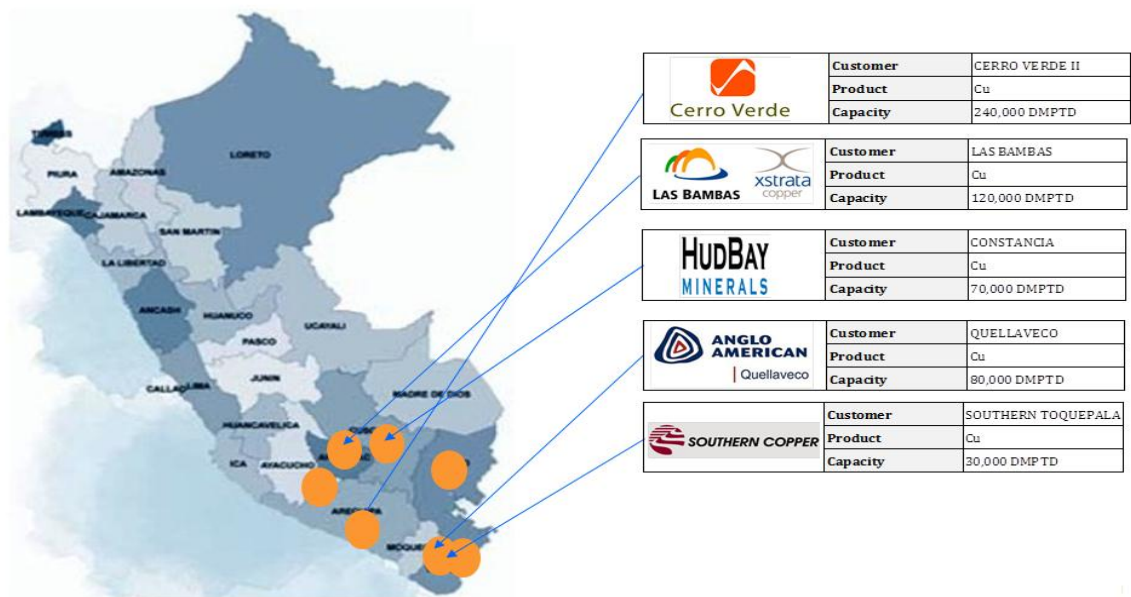 TUMBES
LORETO
PIURA
AMAZONAS
LAMBAYEQUE
CAJAMARCA
SAN MARTIN
LA LIBERTAD
ANCASH
HUANUCO
UCAYALI
PASCO
JUNIN
CALLAO
LIMA
MADRE DE DIOS
HUANCAVELICA
CUSCO
ICA
AYACUCHO
AREQUIPA
Cerro Verde
Customer CERRO VERDE II
Product Cu
Capacity 240,000 DMPTD
LAS BAMBAS
xstrata
copper
Customer LAS BAMBAS
Product Cu
Capacity 120,000 DMPTD
HUDBAY
MINERALS
Customer CONSTANCIA
Product Cu
Capacity 70,000 DMPTD
ANGLO
AMERICAN
Quellaveco
Customer QUELLAVECO
Product Cu
Capacity 80,000 DMPTD
SOUTHERN COPPER
Customer SOUTHERN TOQUEPALA
Product Cu
Capacity 30,000 DMPTD